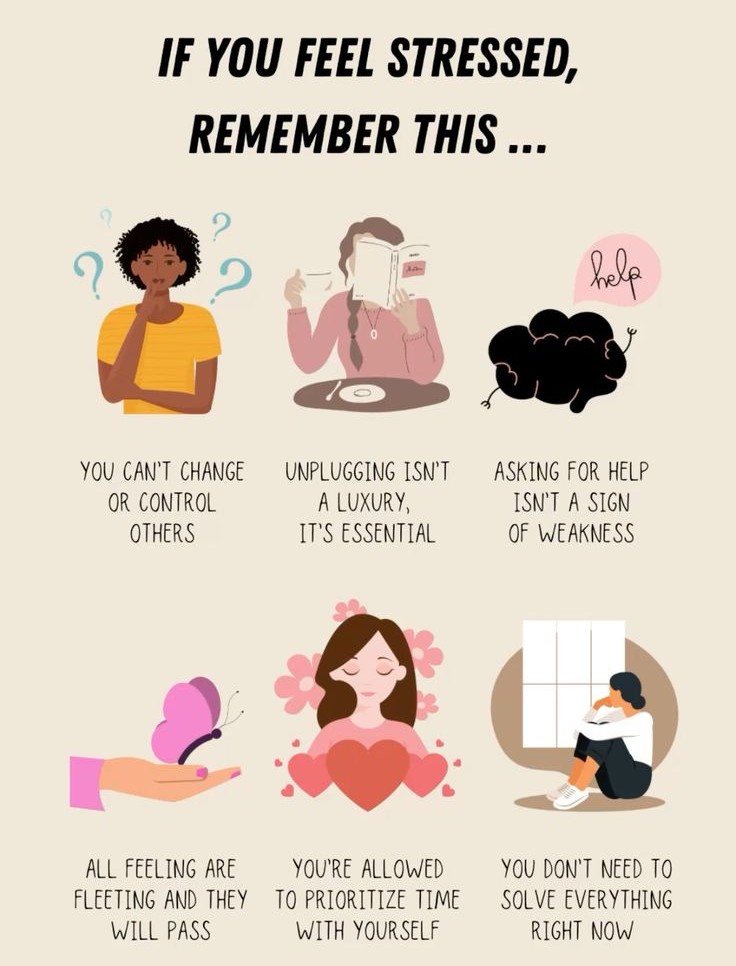 IF YOU FEEL STRESSED,
REMEMBER THIS ...
help
YOU CAN'T CHANGE
OR CONTROL
OTHERS
UNPLUGGING ISN'T
A LUXURY,
IT'S ESSENTIAL
ASKING FOR HELP
ISN'T A SIGN
OF WEAKNESS
ALL FEELING ARE
FLEETING AND THEY
WILL PASS
YOU'RE ALLOWED
TO PRIORITIZE TIME
WITH YOURSELF
YOU DON'T NEED TO
SOLVE EVERYTHING
RIGHT NOW